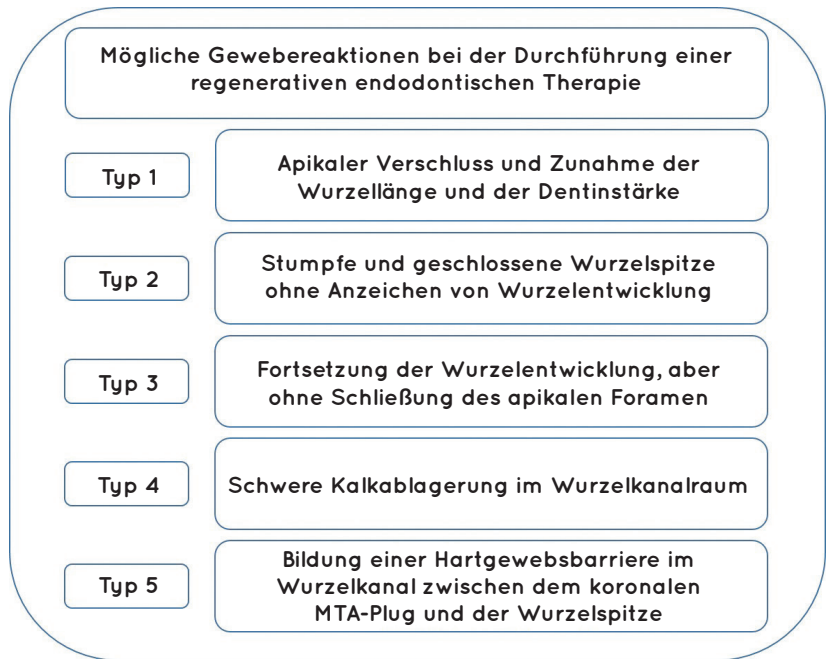 Mögliche Gewebereaktionen bei der Durchführung einer
regenerativen endodontischen Therapie
Typ 1
Apikaler Verschluss und Zunahme der
Wurzellänge und der Dentinstärke
Typ 2
Stumpfe und geschlossene Wurzelspitze
ohne Anzeichen von Wurzelentwicklung
Typ 3
Fortsetzung der Wurzelentwicklung, aber
ohne Schließung des apikalen Foramen
Typ 4
Schwere Kalkablagerung im Wurzelkanalraum
Typ 5
Bildung einer Hartgewebsbarriere im
Wurzelkanal zwischen dem koronalen
MTA-Plug und der Wurzelspitze